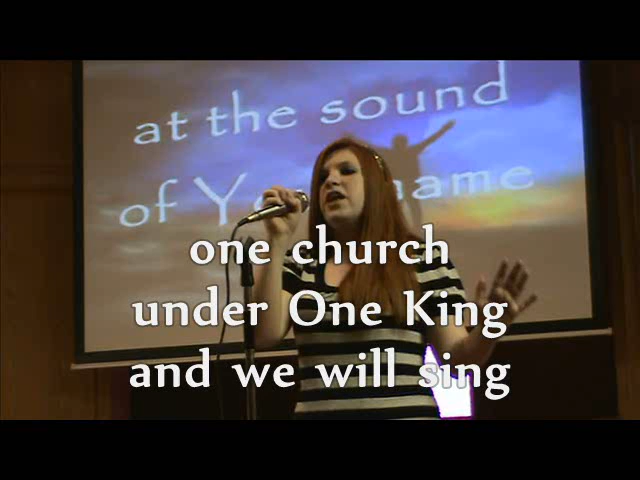 at the sound
of name
one church
under One King
and we will sing